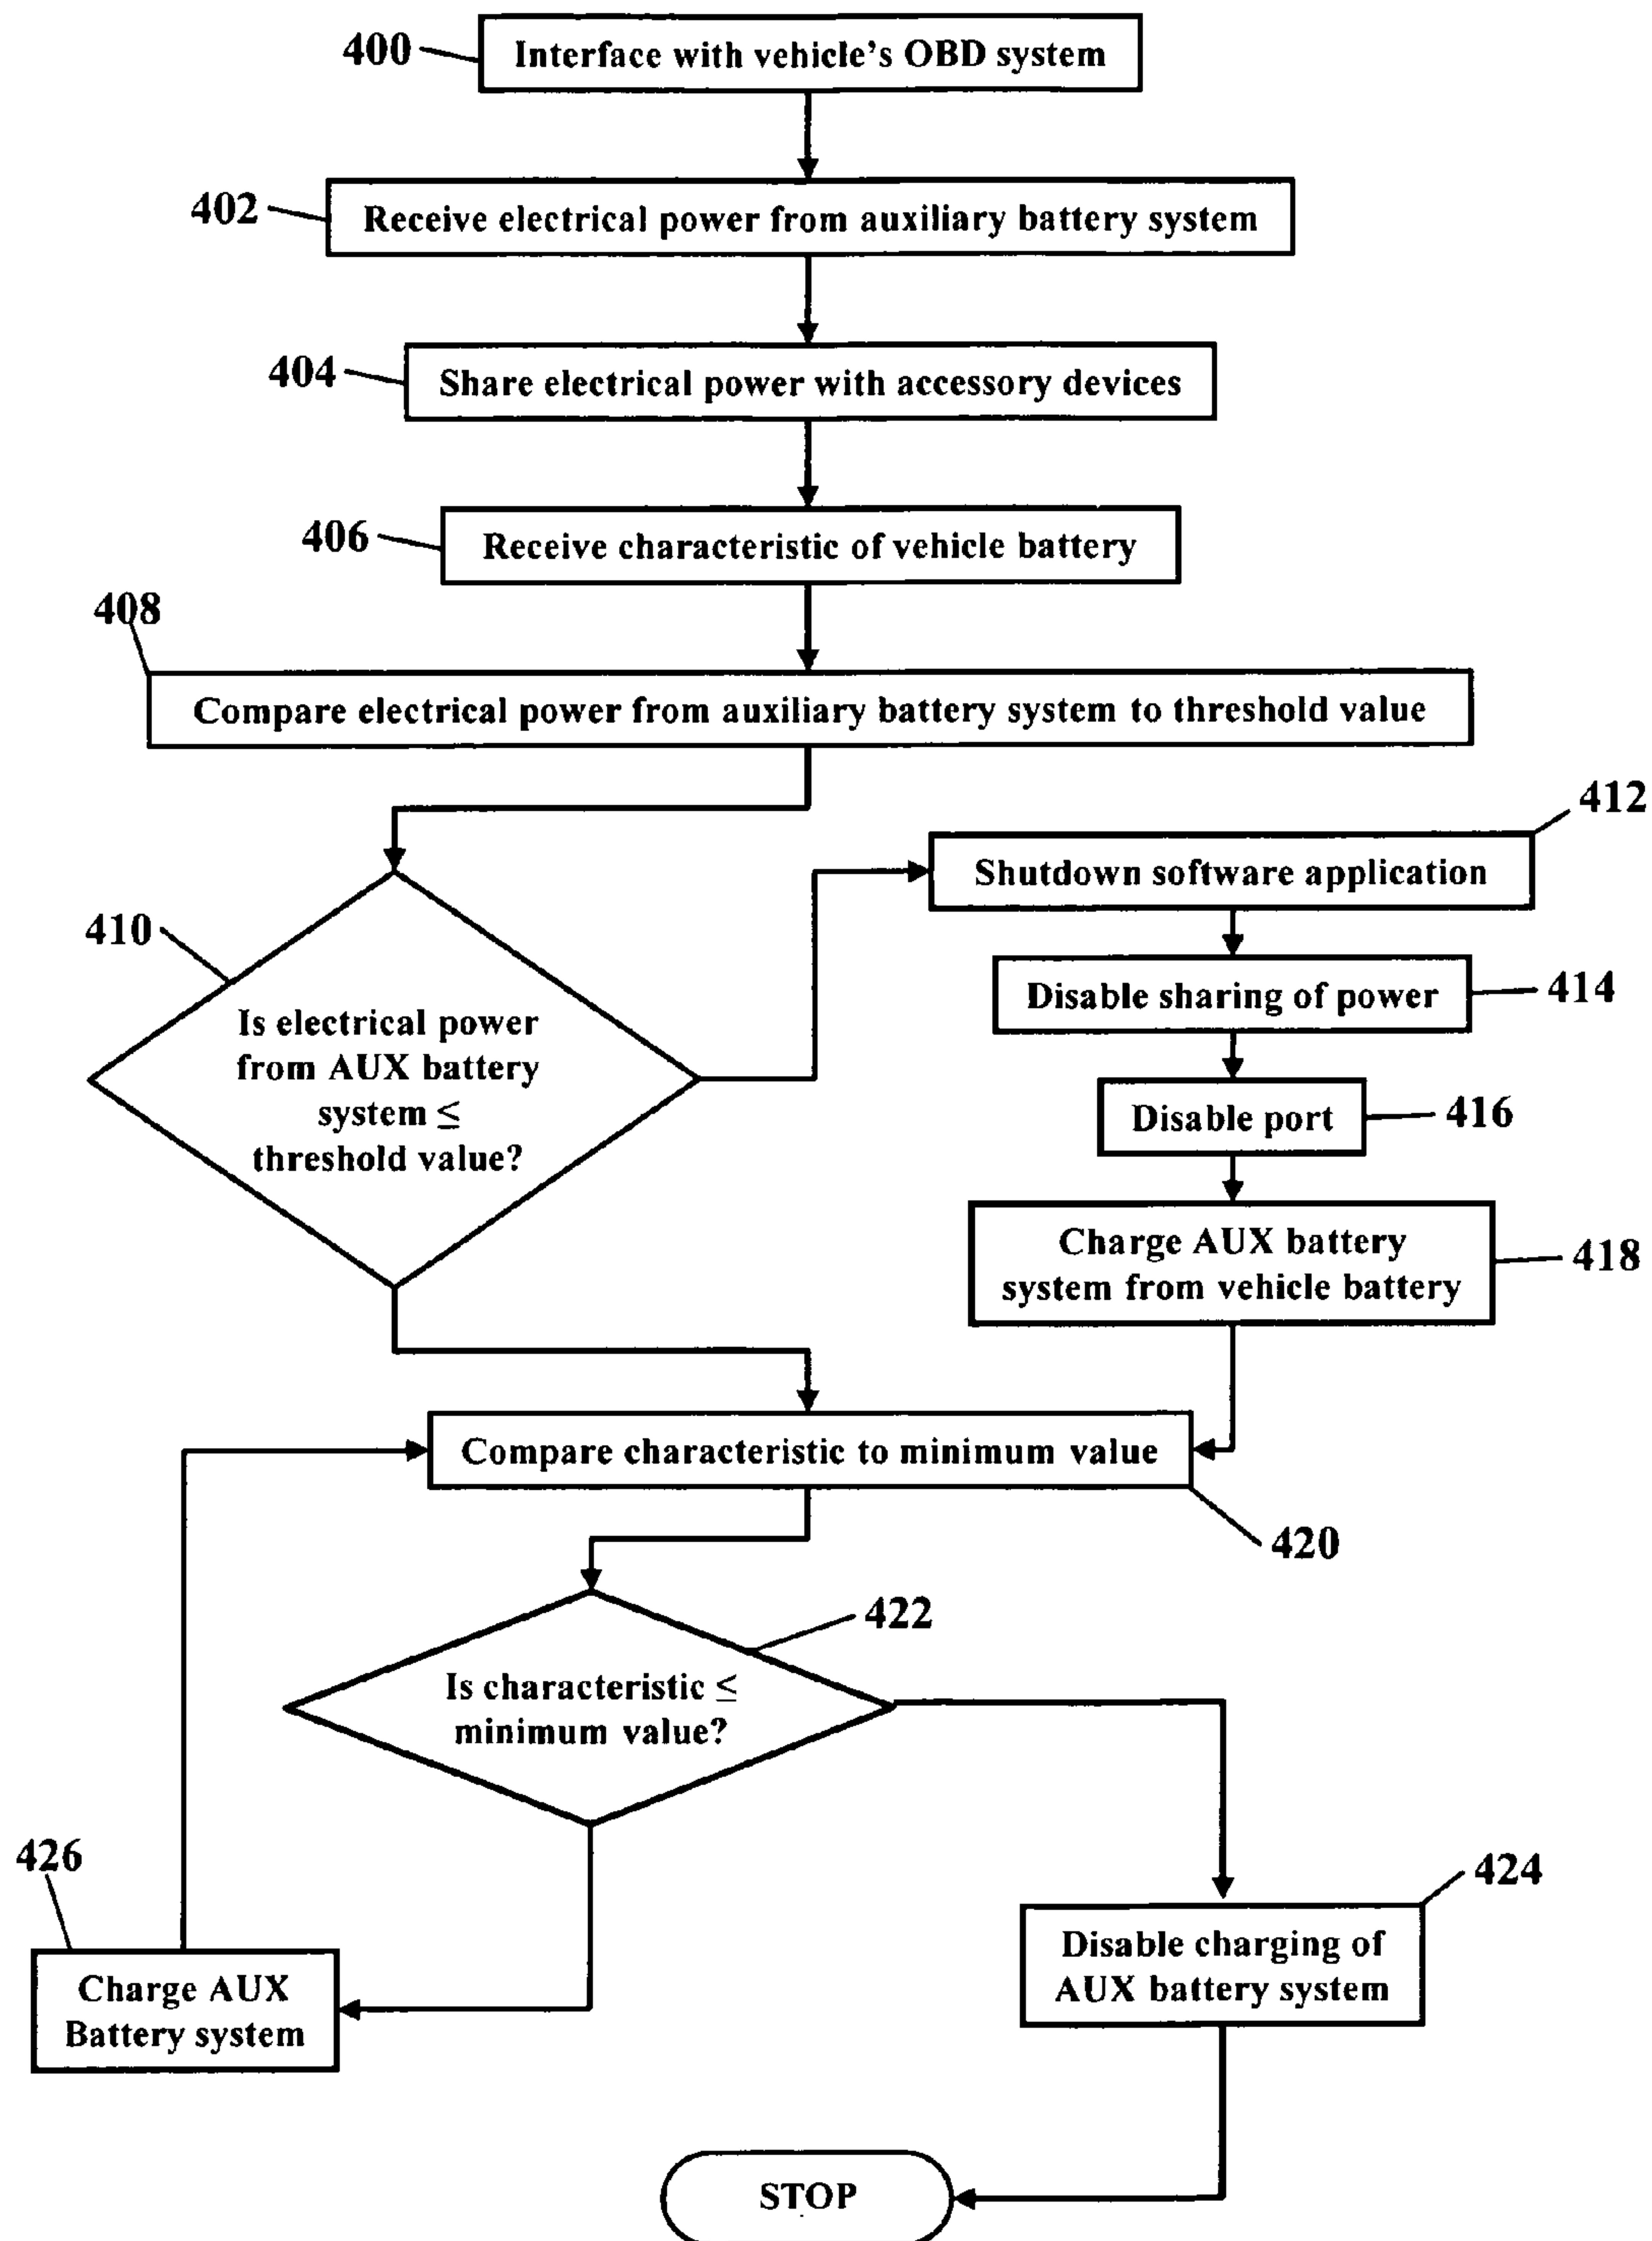 400
Interface with vehicle's OBD system
402
Receive electrical power from auxiliary battery system
404
Share electrical power with accessory devices
406
Receive characteristic of vehicle battery
408
Compare electrical power from auxiliary battery system to threshold value
410
Is electrical power
from AUX battery
system ≤
threshold value?
412
Shutdown software application
Disable sharing of power
414
Disable port
416
Charge AUX battery
system from vehicle battery
418
Compare characteristic to minimum value
420
422
Is characteristic ≤
minimum value?
426
Charge AUX
Battery system
424
Disable charging of
AUX battery system
STOP